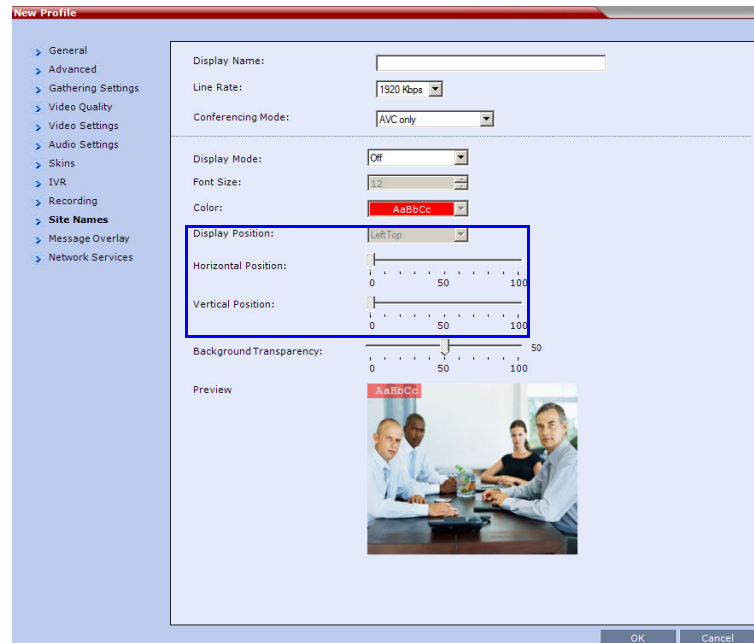 New Profile
General
Advanced
Gathering Settings
Video Quality
Video Settings
Audio Settings
Skins
IVR
Recording
Site Names
Message Overlay
Network Services
Display Name:
Line Rate: 1920 Kbps
Conferencing Mode: AVC only
Display Mode: Off
Font Size: 12
Color: AaBbCc
Display Position: LeftTop
Horizontal Position:
0 50 100
Vertical Position:
0 50 100
Background Transparency: 50
0 50 100
Preview
AaBbCc
OK Cancel